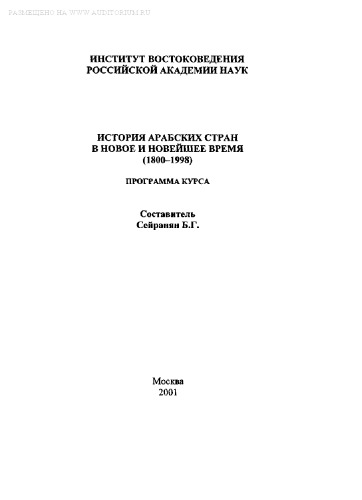 РАЗМЕЩЕНО НА WWW.AUDITORIUM.RU
ИНСТИТУТ ВОСТОКОВЕДЕНИЯ
РОССИЙСКОЙ АКАДЕМИИ НАУК
ИСТОРИЯ АРАБСКИХ СТРАН
В НОВОЕ И НОВЕЙШЕЕ ВРЕМЯ
(1800–1998)
ПРОГРАММА КУРСА
Составитель
Сейранян Б.Г.
Москва
2001